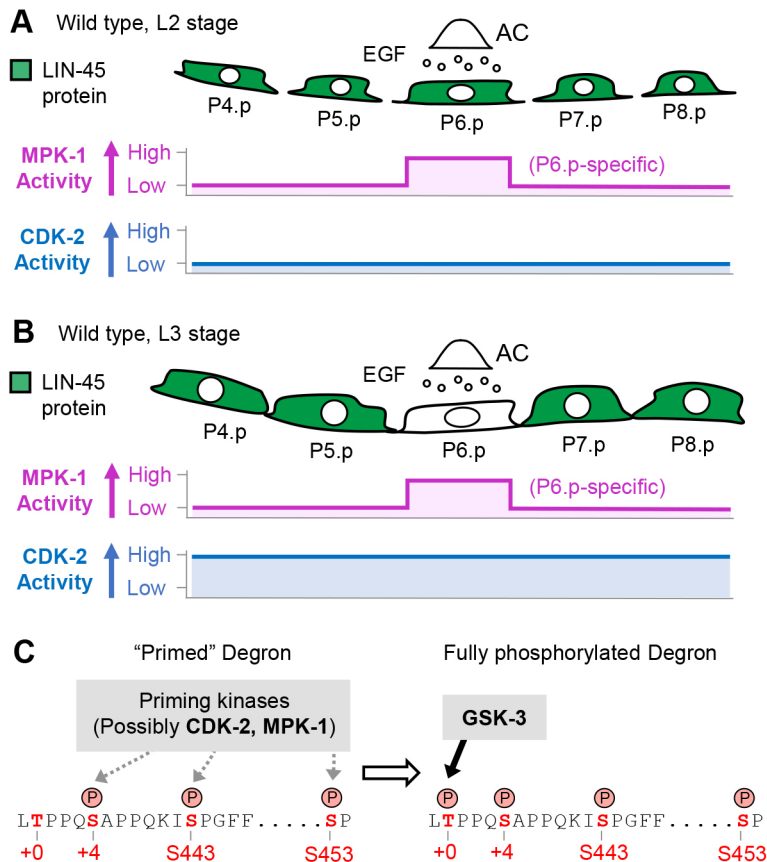 A Wild type, L2 stage
LIN-45
protein
EGF
AC
P4.p
P5.p
P6.p
P7.p
P8.p
MPK-1
Activity
High
Low
(P6.p-specific)
CDK-2
Activity
High
Low
B Wild type, L3 stage
LIN-45
protein
EGF
AC
P4.p
P5.p
P6.p
P7.p
P8.p
MPK-1
Activity
High
Low
(P6.p-specific)
CDK-2
Activity
High
Low
C
“Primed” Degron
Priming kinases
(Possibly CDK-2, MPK-1)
P P P
LTPPQSAPPQKISPGFF.....SP
+0 +4 S443 S453
Fully phosphorylated Degron
GSK-3
P P P P
LTPPQSAPPQKISPGFF.....SP
+0 +4 S443 S453